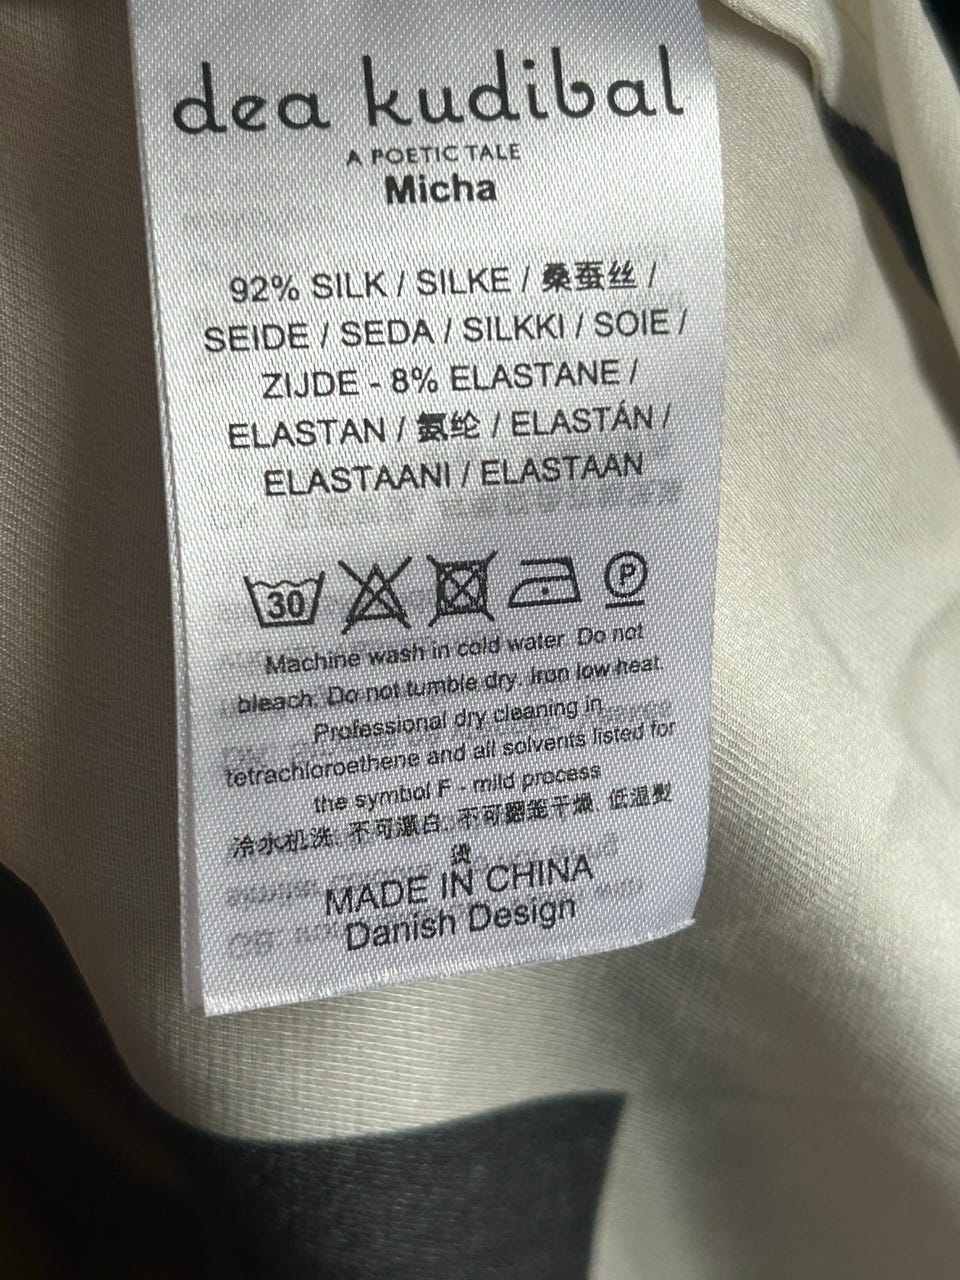 dea kudibal
A POETIC TALE
Micha
92% SILK / SILKE / 桑蚕丝 /
SEIDE / SEDA / SILKKI / SOIE /
ZIJDE - 8% ELASTANE /
ELASTAN / 氨纶 / ELASTÁN /
ELASTAANI / ELASTAAN
30
P
Machine wash in cold water. Do not
bleach. Do not tumble dry. Iron low heat.
Professional dry cleaning in
tetrachloroethene and all solvents listed for
the symbol F - mild process
冷水机洗. 不可漂白. 不可翻笼干燥. 低温熨
烫
MADE IN CHINA
Danish Design